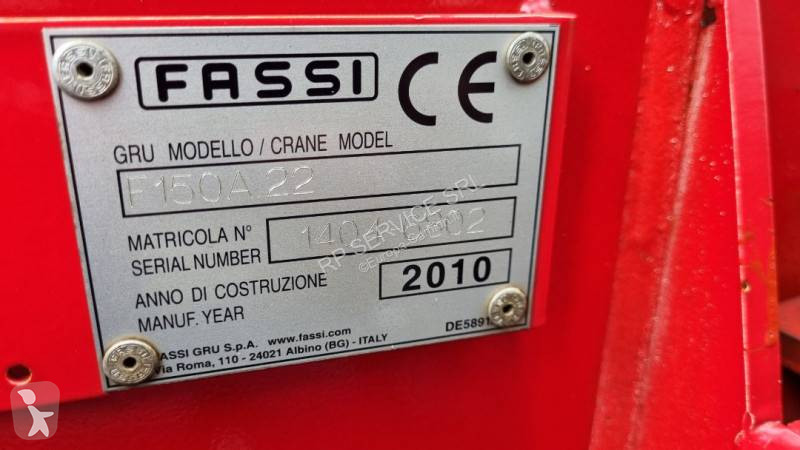 FASSI CE
GRU MODELLO / CRANE MODEL
F150A.22
MATRICOLA N°
SERIAL NUMBER
ANNO DI COSTRUZIONE 2010
MANUF. YEAR
FASSI GRU S.p.A. www.fassi.com
Via Roma, 110 - 24021 Albino (BG) - ITALY
RP SERVICE SRL